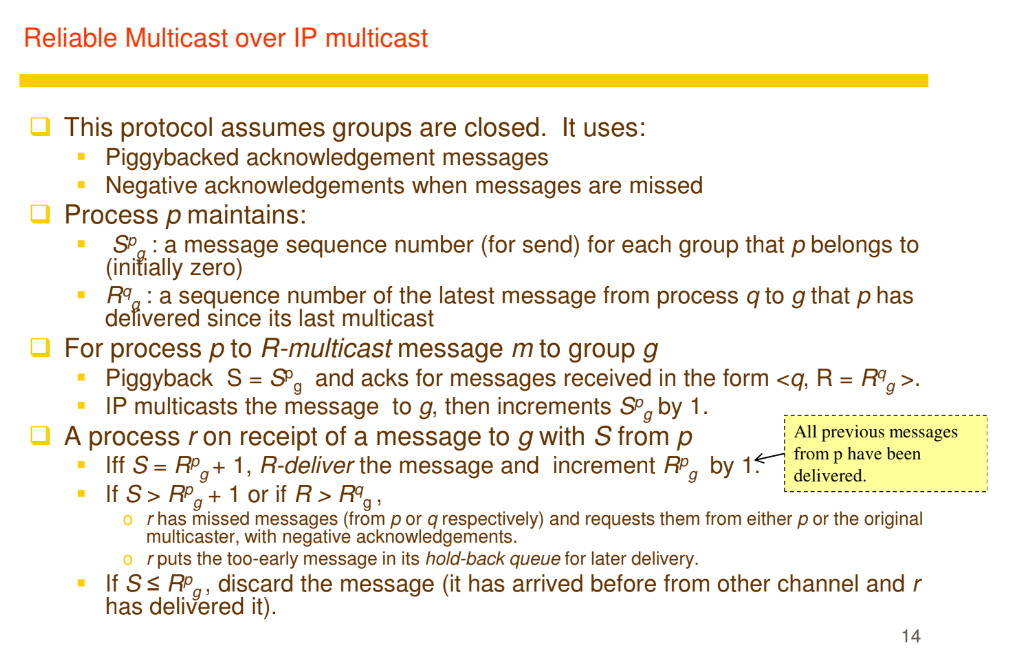 Reliable Multicast over IP multicast
This protocol assumes groups are closed. It uses:
Piggybacked acknowledgement messages
Negative acknowledgements when messages are missed
Process p maintains:
S^p_g : a message sequence number (for send) for each group that p belongs to
(initially zero)
R^q_g : a sequence number of the latest message from process q to g that p has
delivered since its last multicast
For process p to R-multicast message m to group g
Piggyback S = S^p_g and acks for messages received in the form <q, R = R^q_g >.
IP multicasts the message to g, then increments S^p_g by 1.
A process r on receipt of a message to g with S from p
Iff S = R^p_g + 1, R-deliver the message and increment R^p_g by 1.
All previous messages
from p have been
delivered.
If S > R^p_g + 1 or if R > R^q_g ,
o r has missed messages (from p or q respectively) and requests them from either p or the original
multicaster, with negative acknowledgements.
o r puts the too-early message in its hold-back queue for later delivery.
If S ≤ R^p_g , discard the message (it has arrived before from other channel and r
has delivered it).
14